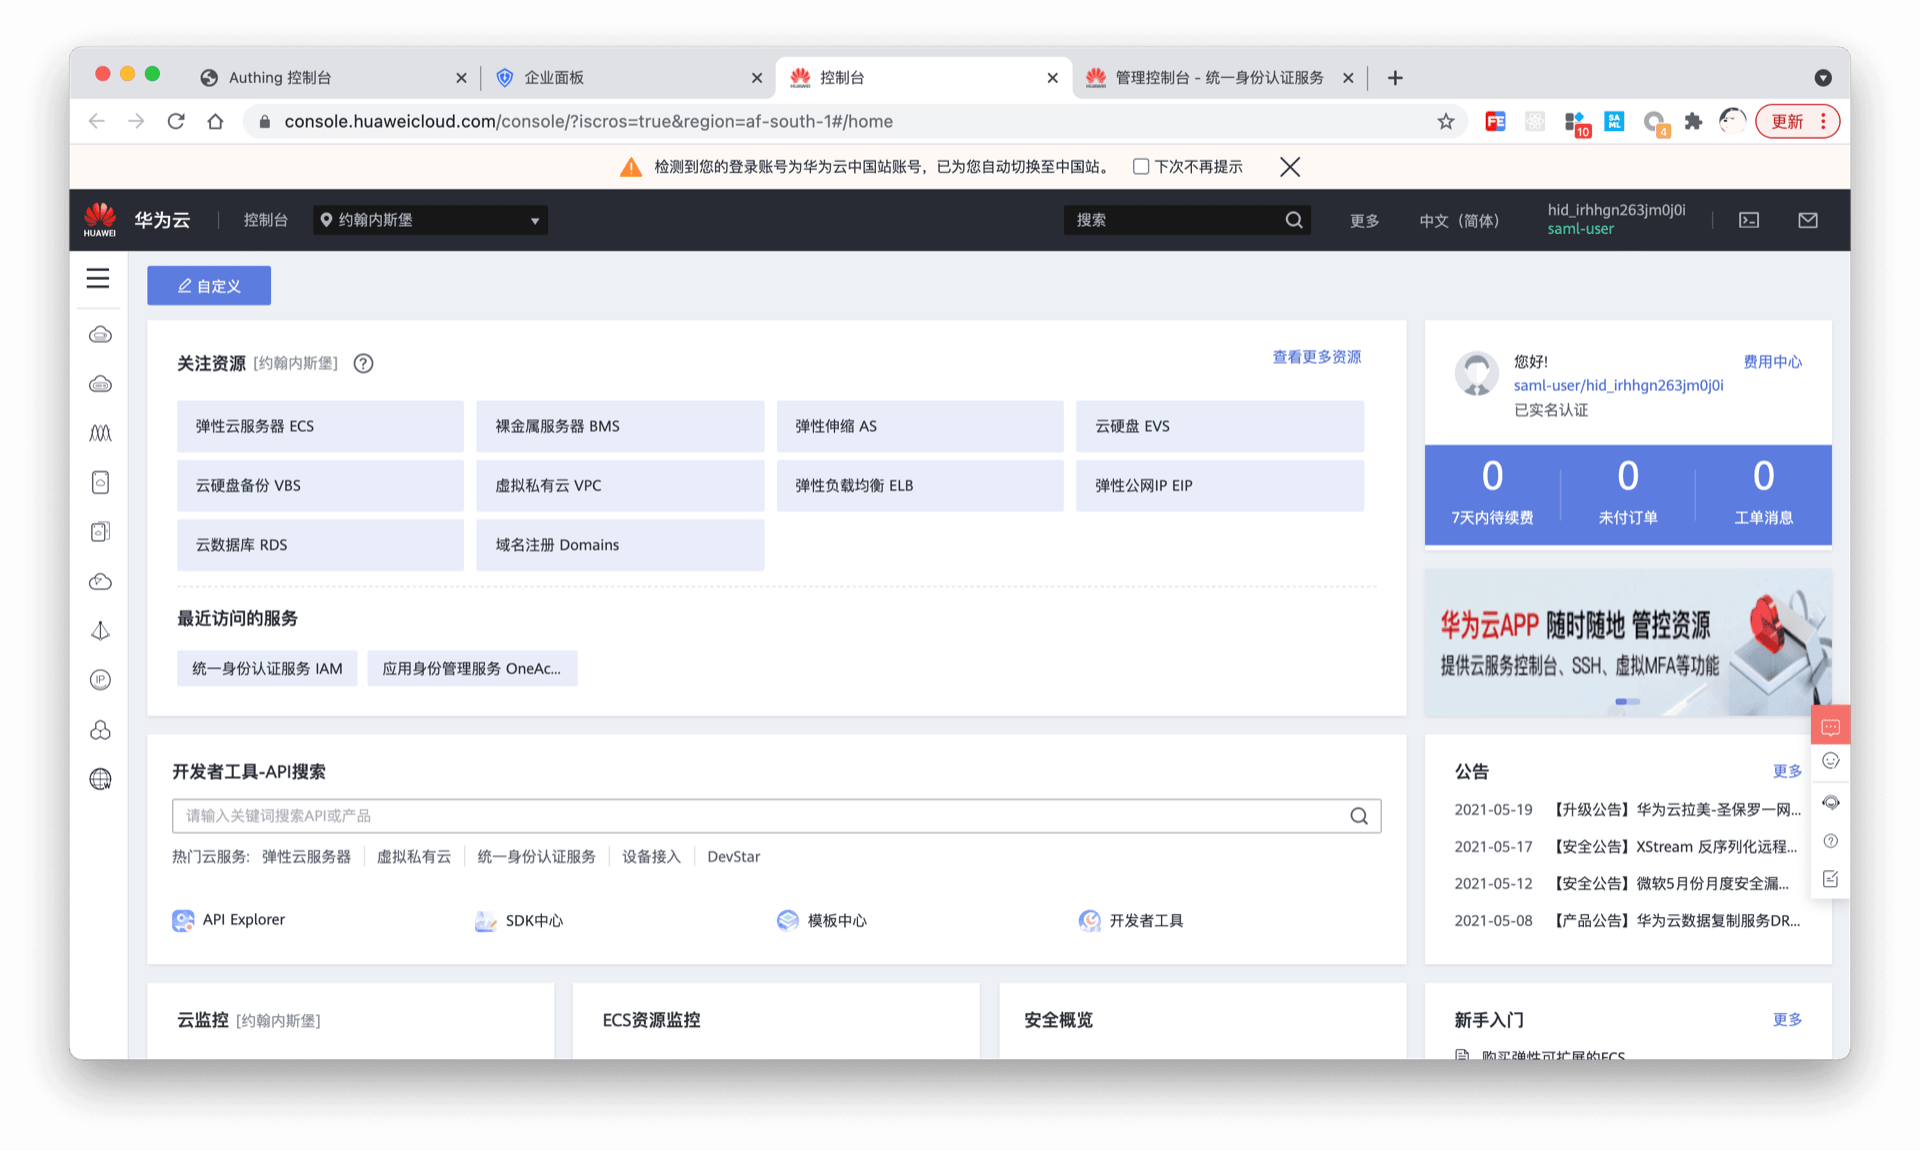 Authing 控制台
企业面板
控制台
管理控制台 - 统一身份认证服务
console.huaweicloud.com/console/?iscros=true&region=af-south-1#/home
FE
10
SA
ML
4
更新
检测到您的登录账号为华为云中国站账号，已为您自动切换至中国站。
下次不再提示
HUAWEI
华为云
控制台
约翰内斯堡
搜索
更多
中文（简体）
hid_irhhgn263jm0j0i
saml-user
自定义
关注资源 [约翰内斯堡]
查看更多资源
弹性云服务器 ECS
裸金属服务器 BMS
弹性伸缩 AS
云硬盘 EVS
云硬盘备份 VBS
虚拟私有云 VPC
弹性负载均衡 ELB
弹性公网IP EIP
云数据库 RDS
域名注册 Domains
最近访问的服务
统一身份认证服务 IAM
应用身份管理服务 OneAc...
您好!
费用中心
saml-user/hid_irhhgn263jm0j0i
已实名认证
0
7天内待续费
0
未付订单
0
工单消息
华为云APP 随时随地 管控资源
提供云服务控制台、SSH、虚拟MFA等功能
开发者工具-API搜索
请输入关键词搜索API或产品
热门云服务: 弹性云服务器 虚拟私有云 统一身份认证服务 设备接入 DevStar
API Explorer
SDK中心
模板中心
开发者工具
公告
更多
2021-05-19 【升级公告】华为云拉美-圣保罗一网...
2021-05-17 【安全公告】XStream 反序列化远程...
2021-05-12 【安全公告】微软5月份月度安全漏...
2021-05-08 【产品公告】华为云数据复制服务DR...
云监控 [约翰内斯堡]
ECS资源监控
安全概览
新手入门
更多
购买弹性可扩展的ECS